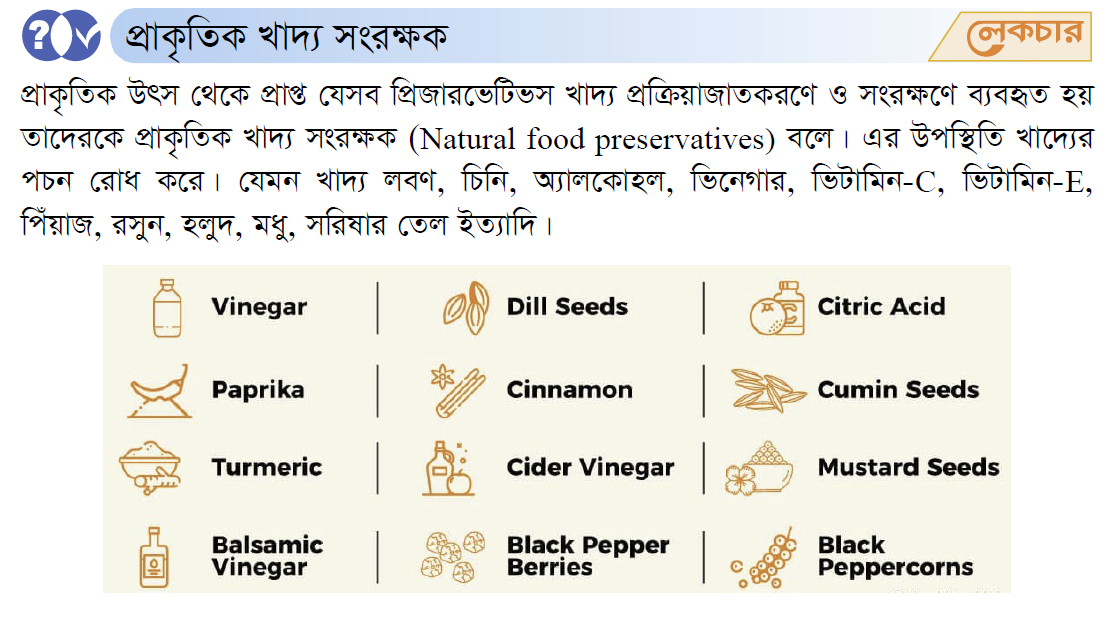 প্রাকৃতিক খাদ্য সংরক্ষক
লেকচার
প্রাকৃতিক উৎস থেকে প্রাপ্ত যেসব প্রিজারভেটিভস খাদ্য প্রক্রিয়াজাতকরণে ও সংরক্ষণে ব্যবহৃত হয়
তাদেরকে প্রাকৃতিক খাদ্য সংরক্ষক (Natural food preservatives) বলে। এর উপস্থিতি খাদ্যের
পচন রোধ করে। যেমন খাদ্য লবণ, চিনি, অ্যালকোহল, ভিনেগার, ভিটামিন-C, ভিটামিন-E,
পিঁয়াজ, রসুন, হলুদ, মধু, সরিষার তেল ইত্যাদি।
Vinegar
Dill Seeds
Citric Acid
Paprika
Cinnamon
Cumin Seeds
Turmeric
Cider Vinegar
Mustard Seeds
Balsamic
Vinegar
Black Pepper
Berries
Black
Peppercorns